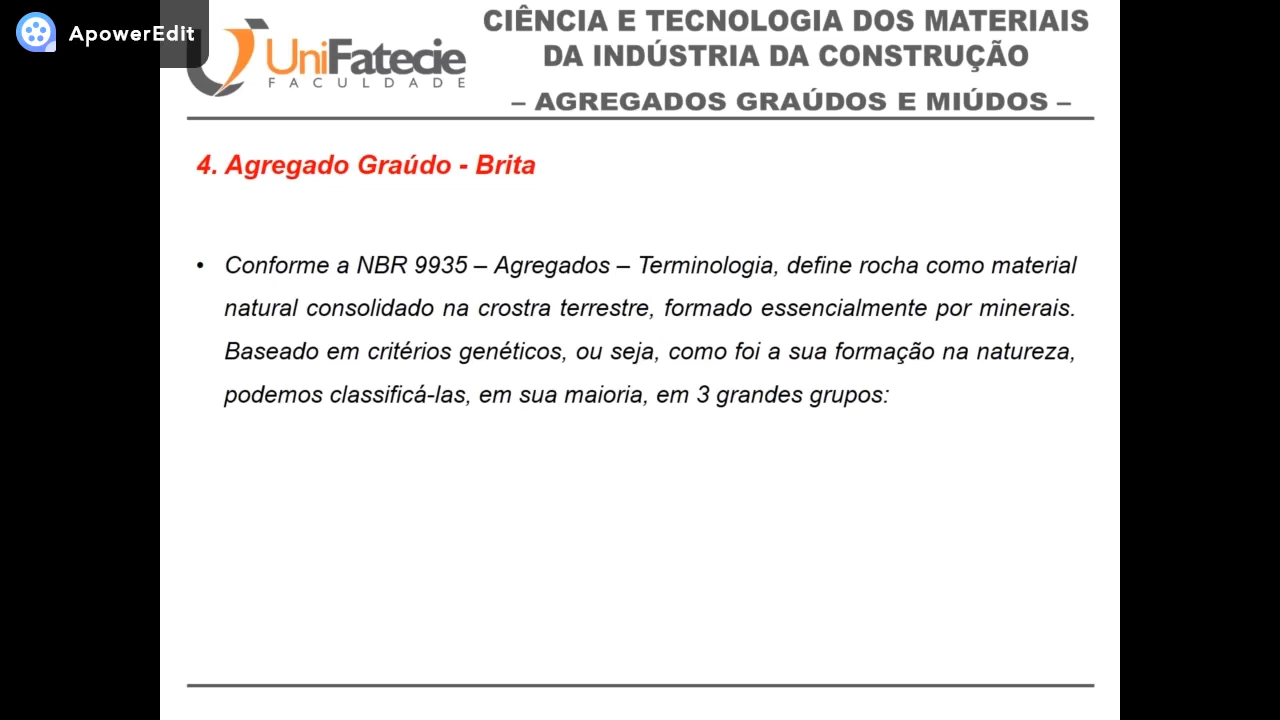 ApowerEdit
UniFatecie
FACULDADE
CIÊNCIA E TECNOLOGIA DOS MATERIAIS
DA INDÚSTRIA DA CONSTRUÇÃO
– AGREGADOS GRAÚDOS E MIÚDOS –
4. Agregado Graúdo - Brita
• Conforme a NBR 9935 – Agregados – Terminologia, define rocha como material
natural consolidado na crostra terrestre, formado essencialmente por minerais.
Baseado em critérios genéticos, ou seja, como foi a sua formação na natureza,
podemos classificá-las, em sua maioria, em 3 grandes grupos: